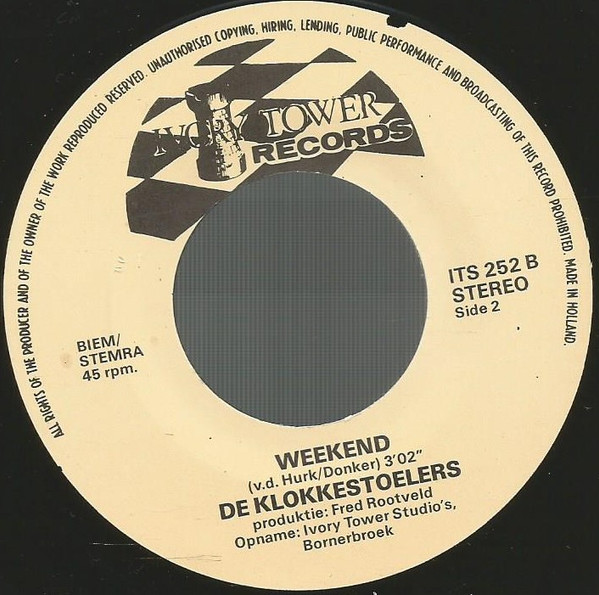 ALL RIGHTS OF THE PRODUCER AND OF THE OWNER OF THE WORK REPRODUCED RESERVED. UNAUTHORISED COPYING, HIRING, LENDING, PUBLIC PERFORMANCE AND BROADCASTING OF THIS RECORD PROHIBITED. MADE IN HOLLAND.
IVORY TOWER
RECORDS
ITS 252 B
STEREO
Side 2
BIEM/
STEMRA
45 rpm.
WEEKEND
(v.d. Hurk/Donker) 3'02"
DE KLOKKESTOELERS
produktie: Fred Rootveld
Opname: Ivory Tower Studio's,
Bornerbroek